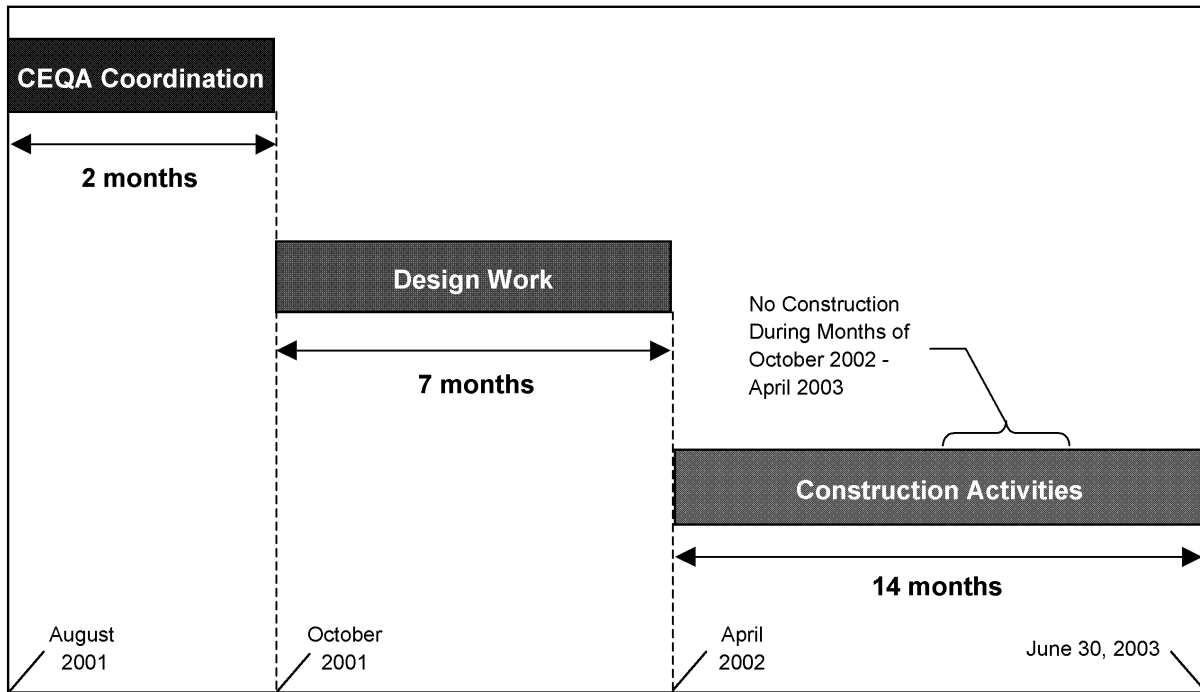 CEQA Coordination
2 months
Design Work
7 months
No Construction
During Months of
October 2002 -
April 2003
Construction Activities
14 months
August
2001
October
2001
April
2002
June 30, 2003